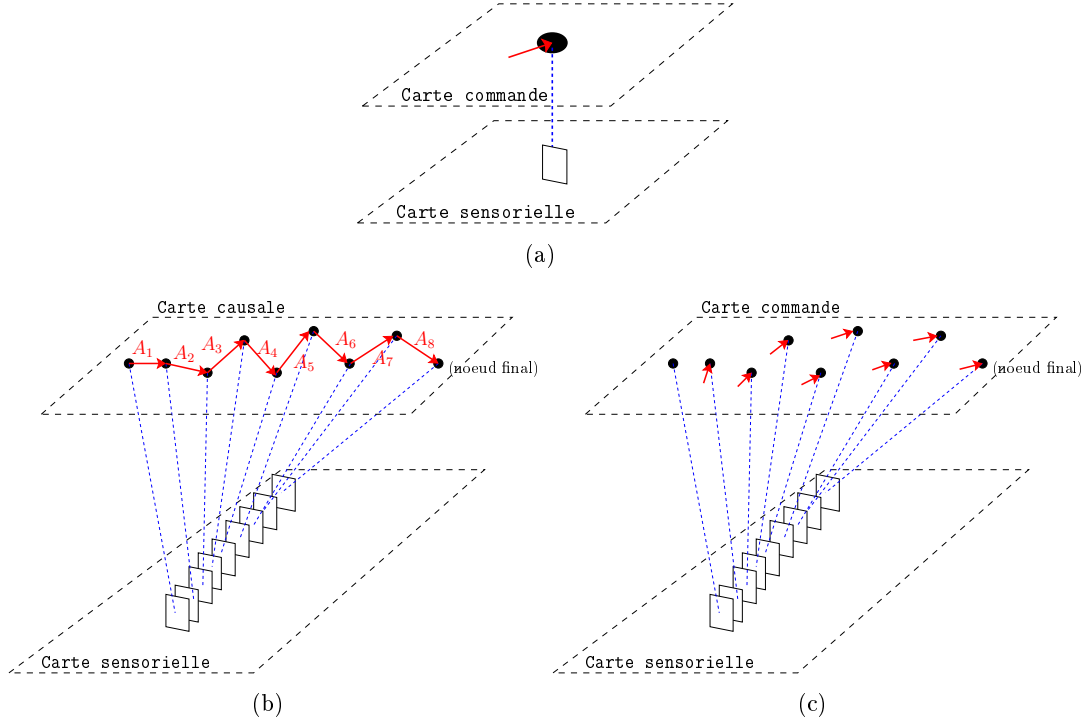 Carte commande
Carte sensorielle
(a)
Carte causale
A1 A2 A3 A4 A5 A6 A7 A8
(noeud final)
Carte sensorielle
(b)
Carte commande
(noeud final)
Carte sensorielle
(c)